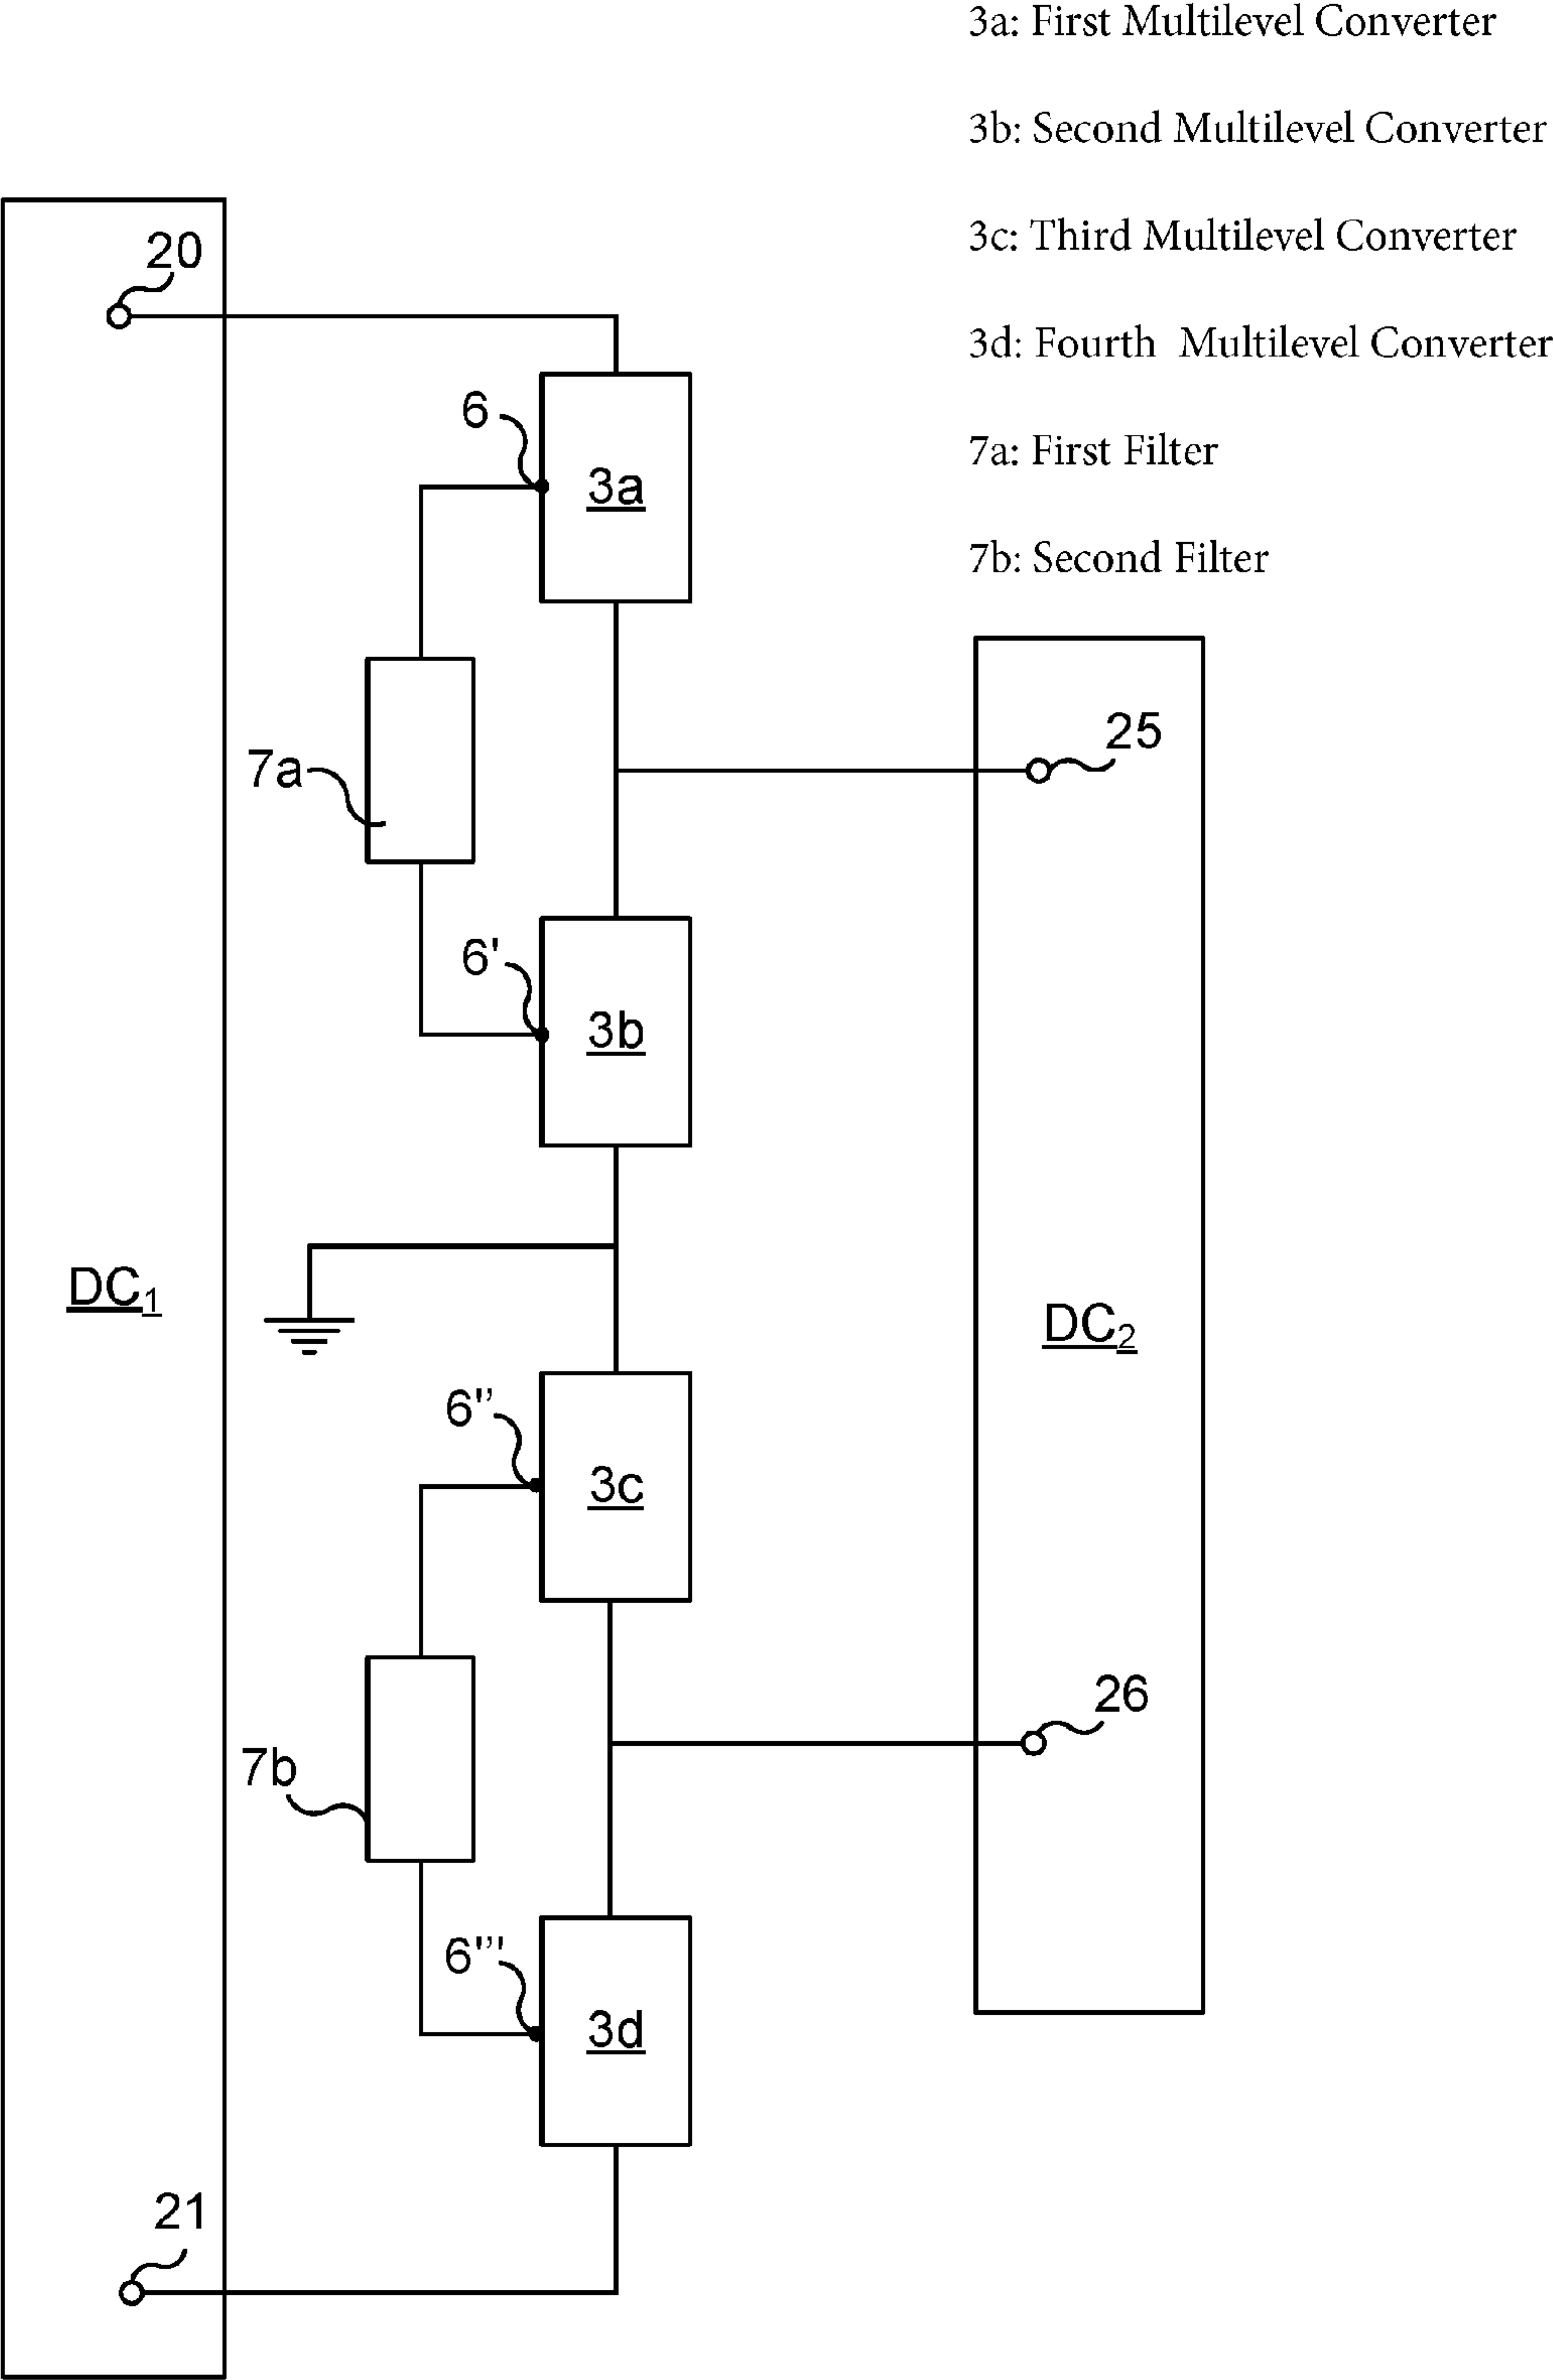 3a: First Multilevel Converter
3b: Second Multilevel Converter
3c: Third Multilevel Converter
3d: Fourth  Multilevel Converter
7a: First Filter
7b: Second Filter
20
6
3a
25
7a
6'
3b
DC₁
DC₂
6''
3c
26
7b
6'''
3d
21